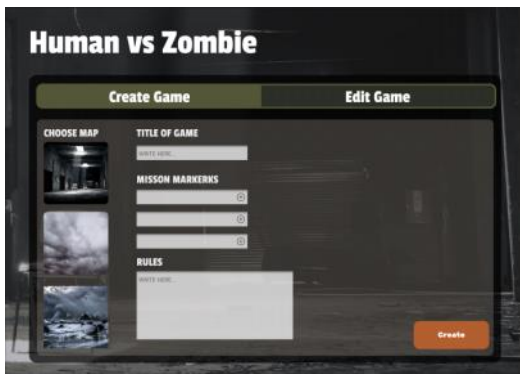 Human vs Zombie
Create Game
Edit Game
CHOOSE MAP
TITLE OF GAME
WRITE HERE..
MISSON MARKERKS
RULES
WRITE HERE..
Create